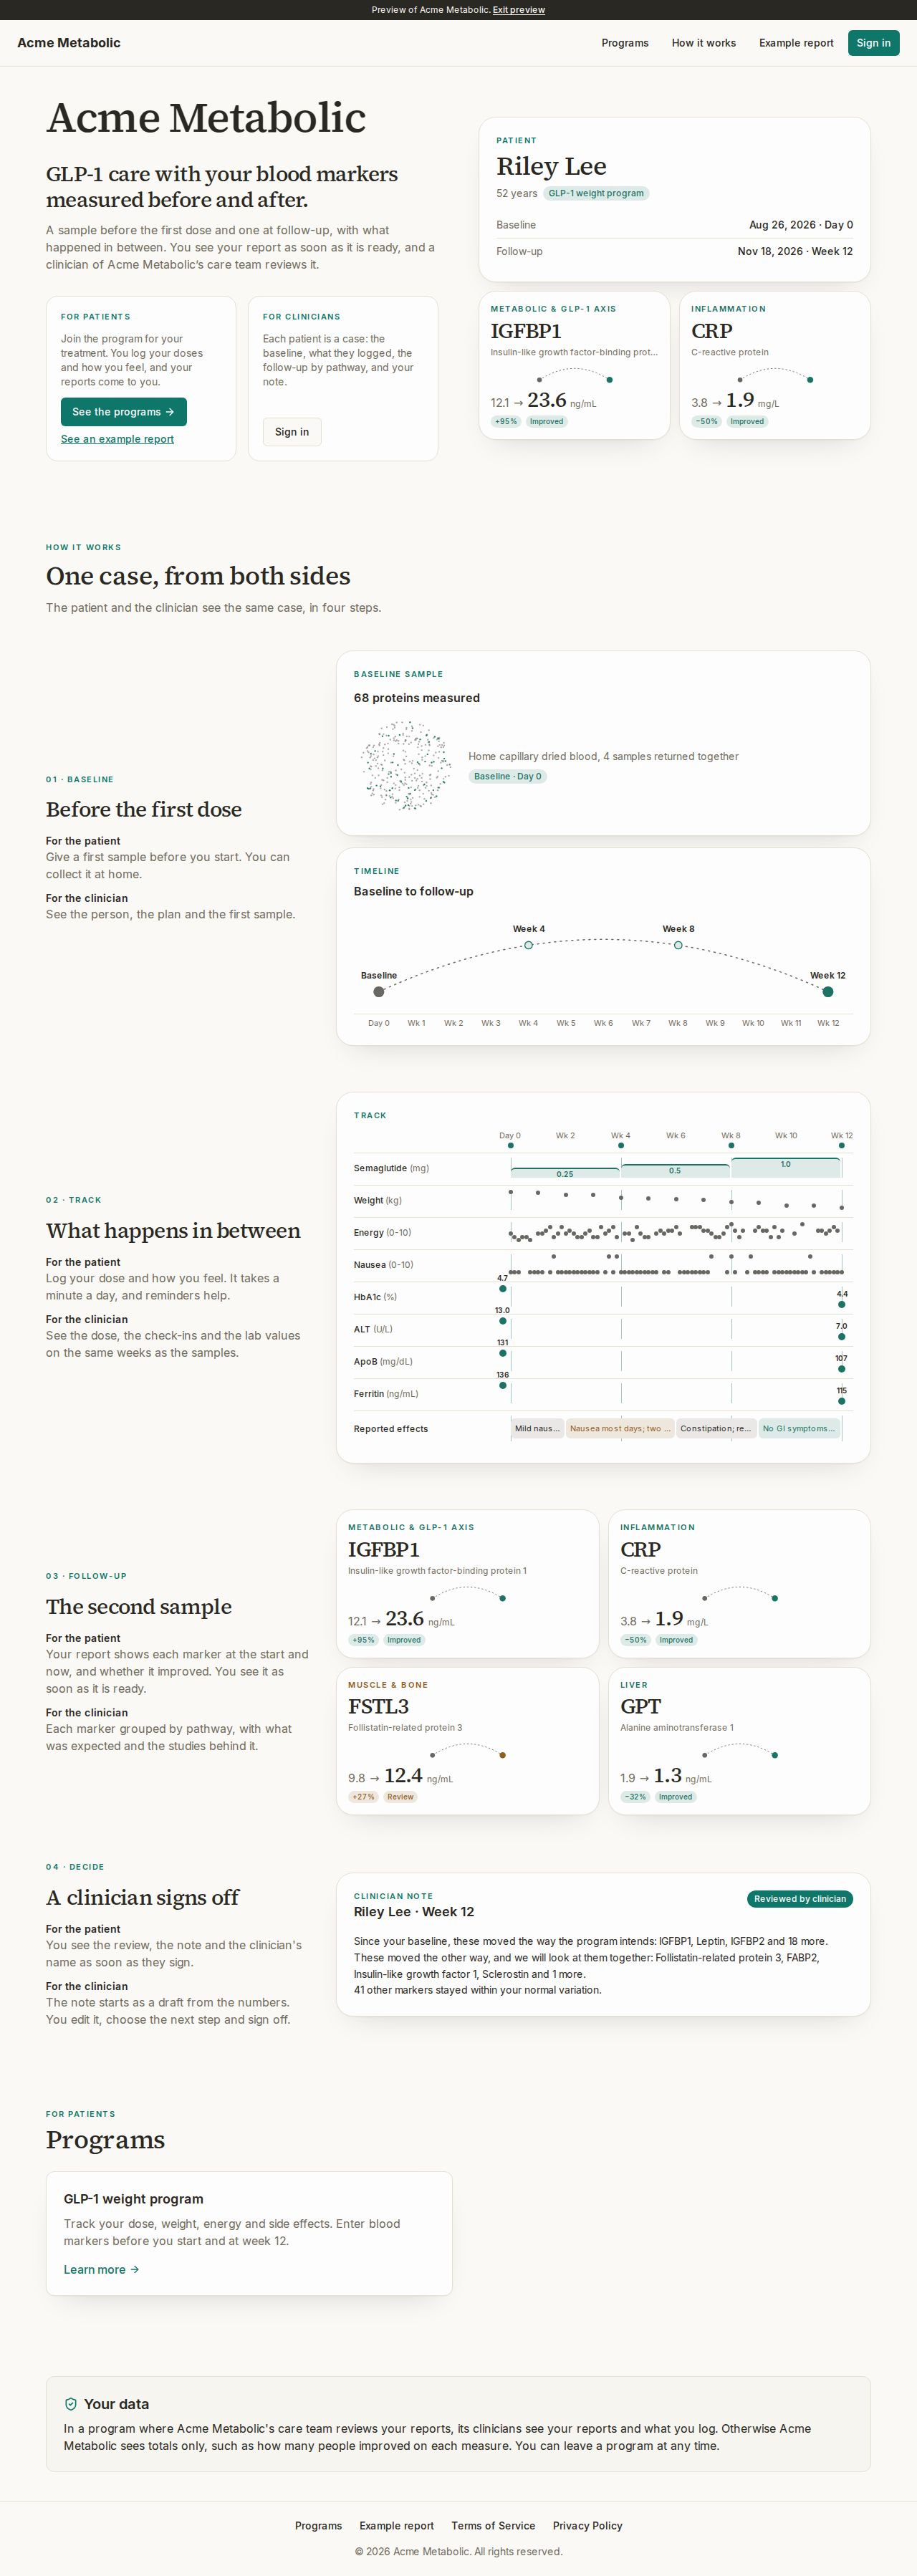 Preview of Acme Metabolic. Exit preview
Acme Metabolic
Programs
How it works
Example report
Sign in
Acme Metabolic
GLP-1 care with your blood markers
measured before and after.
A sample before the first dose and one at follow-up, with what
happened in between. You see your report as soon as it is ready, and a
clinician of Acme Metabolic's care team reviews it.
FOR PATIENTS
Join the program for your
treatment. You log your doses
and how you feel, and your
reports come to you.
See the programs →
See an example report
FOR CLINICIANS
Each patient is a case: the
baseline, what they logged, the
follow-up by pathway, and your
note.
Sign in
PATIENT
Riley Lee
52 years GLP-1 weight program
Baseline Aug 26, 2026 · Day 0
Follow-up Nov 18, 2026 · Week 12
METABOLIC & GLP-1 AXIS
IGFBP1
Insulin-like growth factor-binding prot...
12.1 → 23.6 ng/mL
+95% Improved
INFLAMMATION
CRP
C-reactive protein
3.8 → 1.9 mg/L
−50% Improved
HOW IT WORKS
One case, from both sides
The patient and the clinician see the same case, in four steps.
01 · BASELINE
Before the first dose
For the patient
Give a first sample before you start. You can
collect it at home.
For the clinician
See the person, the plan and the first sample.
BASELINE SAMPLE
68 proteins measured
Home capillary dried blood, 4 samples returned together
Baseline · Day 0
TIMELINE
Baseline to follow-up
Baseline
Week 4
Week 8
Week 12
Day 0 Wk 1 Wk 2 Wk 3 Wk 4 Wk 5 Wk 6 Wk 7 Wk 8 Wk 9 Wk 10 Wk 11 Wk 12
02 · TRACK
What happens in between
For the patient
Log your dose and how you feel. It takes a
minute a day, and reminders help.
For the clinician
See the dose, the check-ins and the lab values
on the same weeks as the samples.
TRACK
Day 0 Wk 2 Wk 4 Wk 6 Wk 8 Wk 10 Wk 12
Semaglutide (mg) 0.25 0.5 1.0
Weight (kg)
Energy (0-10)
Nausea (0-10)
HbA1c (%) 4.7 4.4
ALT (U/L) 13.0 7.0
ApoB (mg/dL) 131 107
Ferritin (ng/mL) 136 115
Reported effects Mild naus... Nausea most days; two ... Constipation; re... No GI symptoms...
03 · FOLLOW-UP
The second sample
For the patient
Your report shows each marker at the start and
now, and whether it improved. You see it as
soon as it is ready.
For the clinician
Each marker grouped by pathway, with what
was expected and the studies behind it.
METABOLIC & GLP-1 AXIS
IGFBP1
Insulin-like growth factor-binding protein 1
12.1 → 23.6 ng/mL
+95% Improved
INFLAMMATION
CRP
C-reactive protein
3.8 → 1.9 mg/L
−50% Improved
MUSCLE & BONE
FSTL3
Follistatin-related protein 3
9.8 → 12.4 ng/mL
+27% Review
LIVER
GPT
Alanine aminotransferase 1
1.9 → 1.3 ng/mL
−32% Improved
04 · DECIDE
A clinician signs off
For the patient
You see the review, the note and the clinician's
name as soon as they sign.
For the clinician
The note starts as a draft from the numbers.
You edit it, choose the next step and sign off.
CLINICIAN NOTE
Riley Lee · Week 12
Reviewed by clinician
Since your baseline, these moved the way the program intends: IGFBP1, Leptin, IGFBP2 and 18 more.
These moved the other way, and we will look at them together: Follistatin-related protein 3, FABP2,
Insulin-like growth factor 1, Sclerostin and 1 more.
41 other markers stayed within your normal variation.
FOR PATIENTS
Programs
GLP-1 weight program
Track your dose, weight, energy and side effects. Enter blood
markers before you start and at week 12.
Learn more →
Your data
In a program where Acme Metabolic's care team reviews your reports, its clinicians see your reports and what you log. Otherwise Acme
Metabolic sees totals only, such as how many people improved on each measure. You can leave a program at any time.
Programs
Example report
Terms of Service
Privacy Policy
© 2026 Acme Metabolic. All rights reserved.